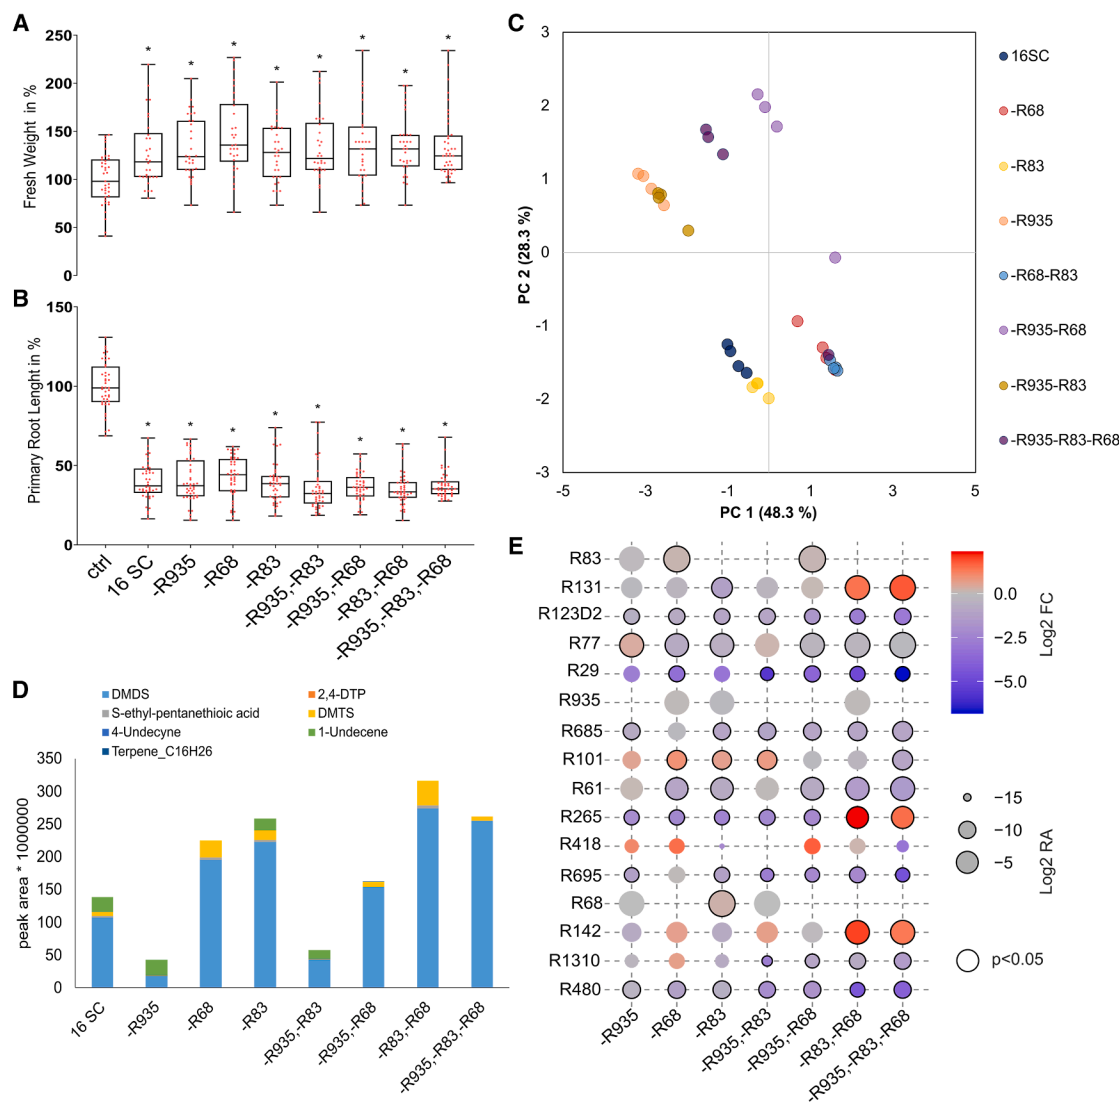 A
Fresh Weight in %
250
200
150
100
50
0
*
*
*
*
*
*
*
*
B
Primary Root Lenght in %
150
100
50
0
*
*
*
*
*
*
*
*
ctrl
16 SC
-R935
-R68
-R83
-R935,-R83
-R935,-R68
-R83,-R68
-R935,-R83,-R68
C
PC 2 (28.3 %)
3
2
1
0
-1
-2
-3
-5
-3
-1
1
3
5
PC 1 (48.3 %)
16SC
-R68
-R83
-R935
-R68-R83
-R935-R68
-R935-R83
-R935-R83-R68
D
DMDS
2,4-DTP
S-ethyl-pentanethioic acid
DMTS
4-Undecyne
1-Undecene
Terpene_C16H26
peak area * 1000000
350
300
250
200
150
100
50
0
16 SC
-R935
-R68
-R83
-R935,-R83
-R935,-R68
-R83,-R68
-R935,-R83,-R68
E
R83
R131
R123D2
R77
R29
R935
R685
R101
R61
R265
R418
R695
R68
R142
R1310
R480
-R935
-R68
-R83
-R935,-R83
-R935,-R68
-R83,-R68
-R935,-R83,-R68
0.0
−2.5
−5.0
Log2 FC
−15
−10
−5
Log2 RA
p<0.05